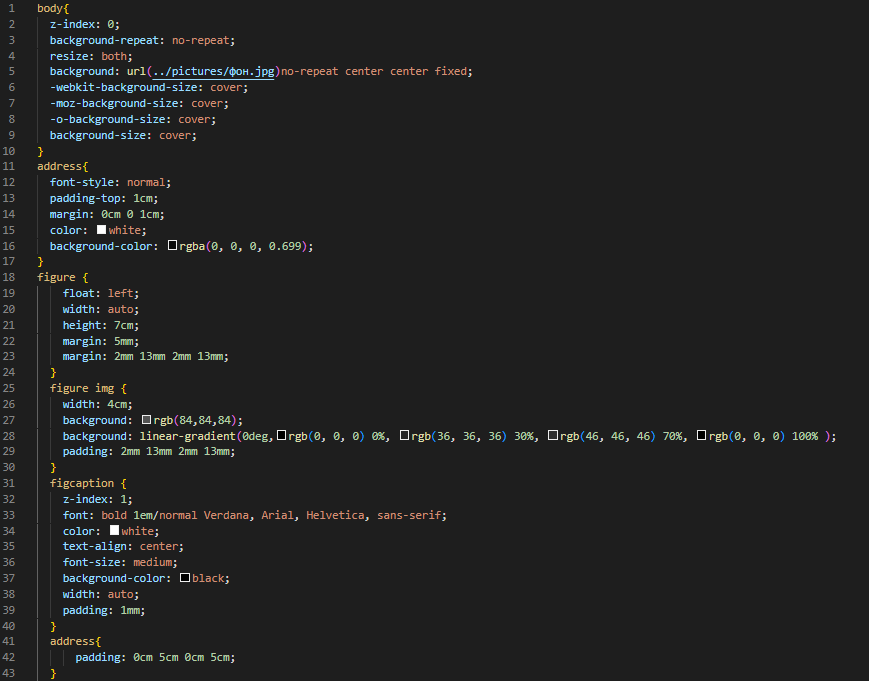 1 body{
2 z-index: 0;
3 background-repeat: no-repeat;
4 resize: both;
5 background: url(../pictures/фон.jpg)no-repeat center center fixed;
6 -webkit-background-size: cover;
7 -moz-background-size: cover;
8 -o-background-size: cover;
9 background-size: cover;
10 }
11 address{
12 font-style: normal;
13 padding-top: 1cm;
14 margin: 0cm 0 1cm;
15 color: white;
16 background-color: rgba(0, 0, 0, 0.699);
17 }
18 figure {
19 float: left;
20 width: auto;
21 height: 7cm;
22 margin: 5mm;
23 margin: 2mm 13mm 2mm 13mm;
24 }
25 figure img {
26 width: 4cm;
27 background: rgb(84,84,84);
28 background: linear-gradient(0deg,rgb(0, 0, 0) 0%, rgb(36, 36, 36) 30%, rgb(46, 46, 46) 70%, rgb(0, 0, 0) 100% );
29 padding: 2mm 13mm 2mm 13mm;
30 }
31 figcaption {
32 z-index: 1;
33 font: bold 1em/normal Verdana, Arial, Helvetica, sans-serif;
34 color: white;
35 text-align: center;
36 font-size: medium;
37 background-color: black;
38 width: auto;
39 padding: 1mm;
40 }
41 address{
42 padding: 0cm 5cm 0cm 5cm;
43 }